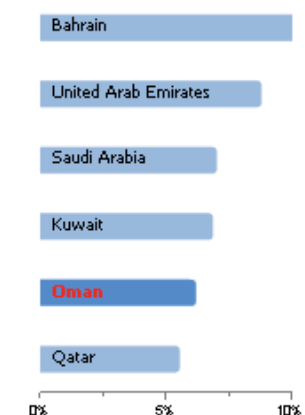 Bahrain
United Arab Emirates
Saudi Arabia
Kuwait
Oman
Qatar
0% 5% 10%